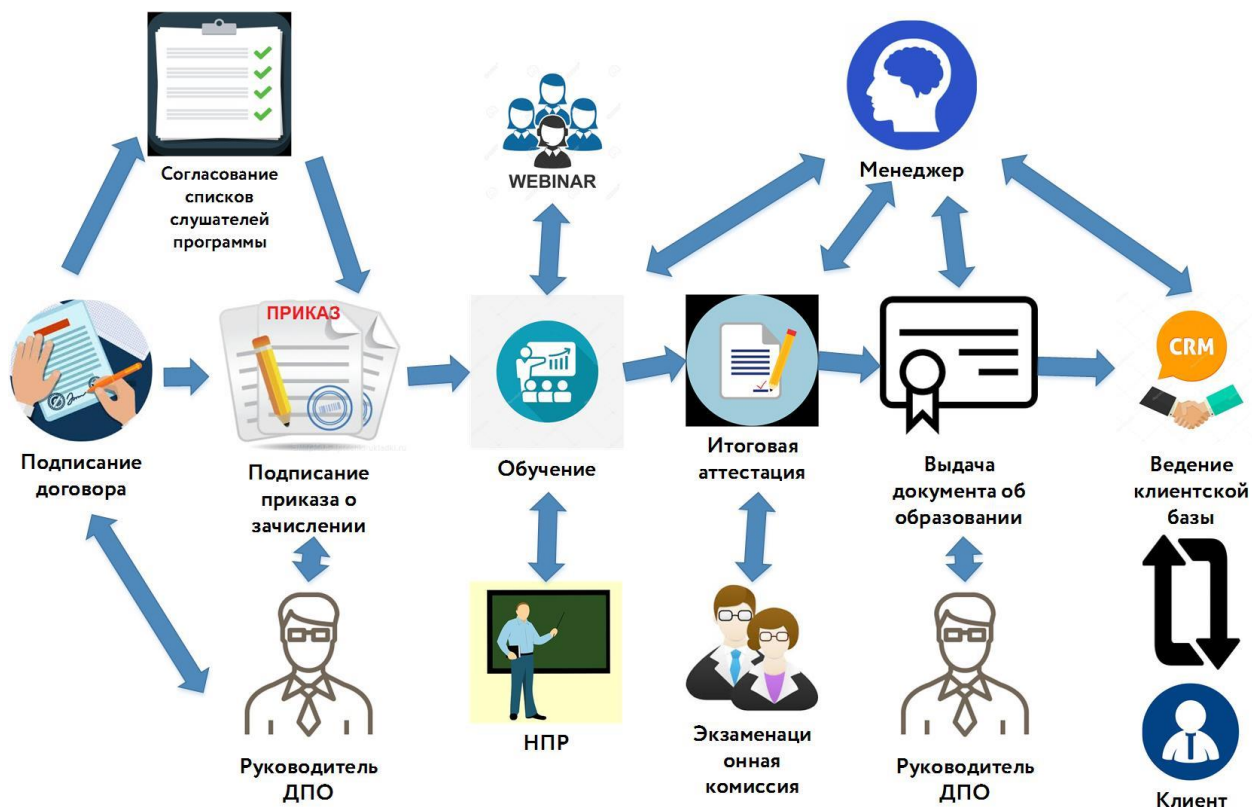 Согласование
списков
слушателей
программы
WEBINAR
Менеджер
ПРИКАЗ
CRM
Подписание
договора
Подписание
приказа о
зачислении
Обучение
Итоговая
аттестация
Выдача
документа об
образовании
Ведение
клиентской
базы
Руководитель
ДПО
НПР
Экзаменаци
онная
комиссия
Руководитель
ДПО
Клиент